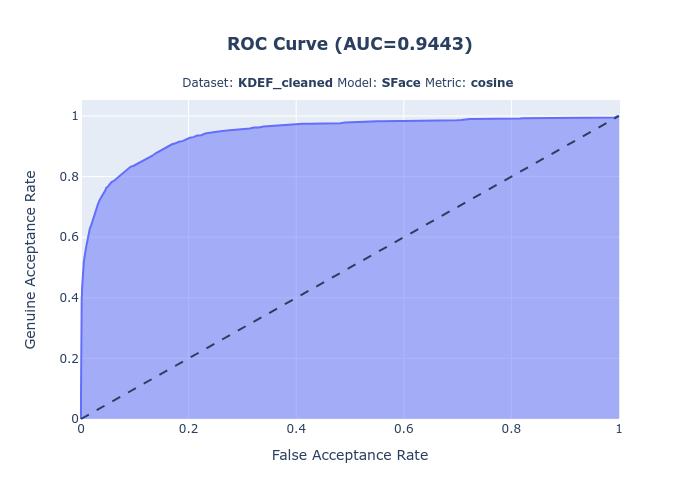 ROC Curve (AUC=0.9443)
Dataset: KDEF_cleaned Model: SFace Metric: cosine
Genuine Acceptance Rate
1
0.8
0.6
0.4
0.2
0
0 0.2 0.4 0.6 0.8 1
False Acceptance Rate